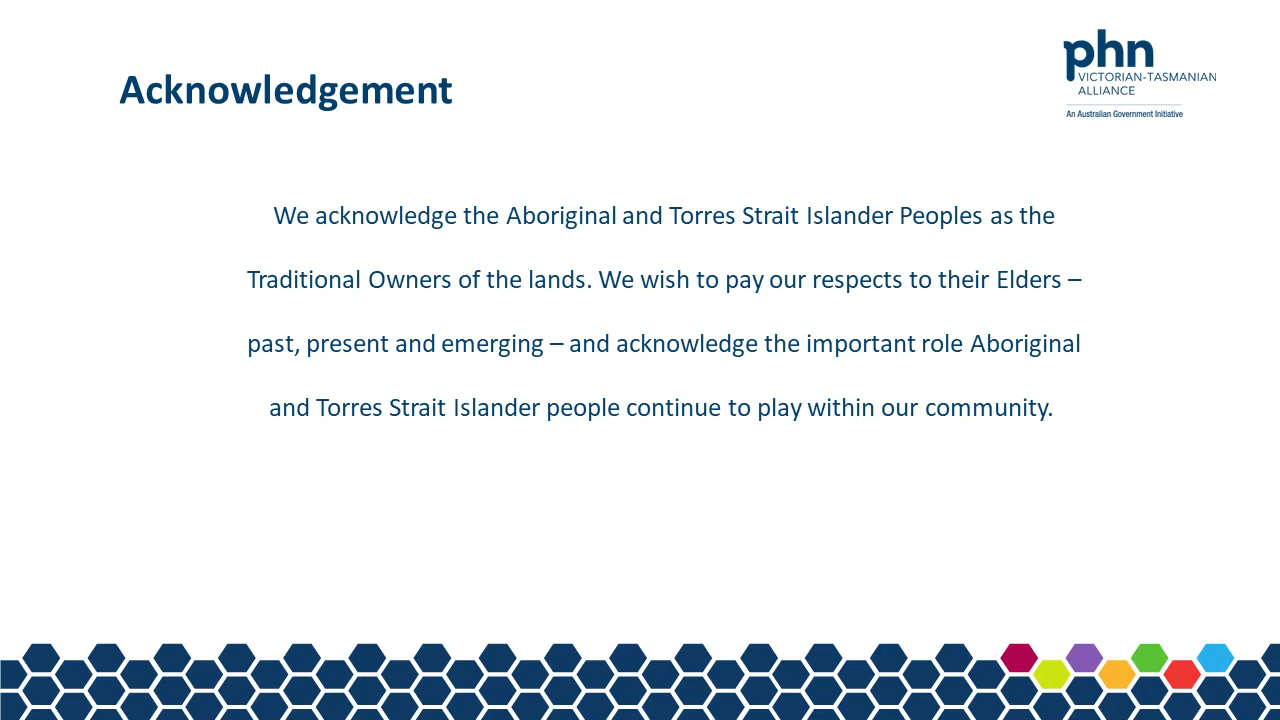 Acknowledgement
phn
VICTORIAN-TASMANIAN
ALLIANCE
An Australian Government Initiative
We acknowledge the Aboriginal and Torres Strait Islander Peoples as the
Traditional Owners of the lands. We wish to pay our respects to their Elders –
past, present and emerging – and acknowledge the important role Aboriginal
and Torres Strait Islander people continue to play within our community.